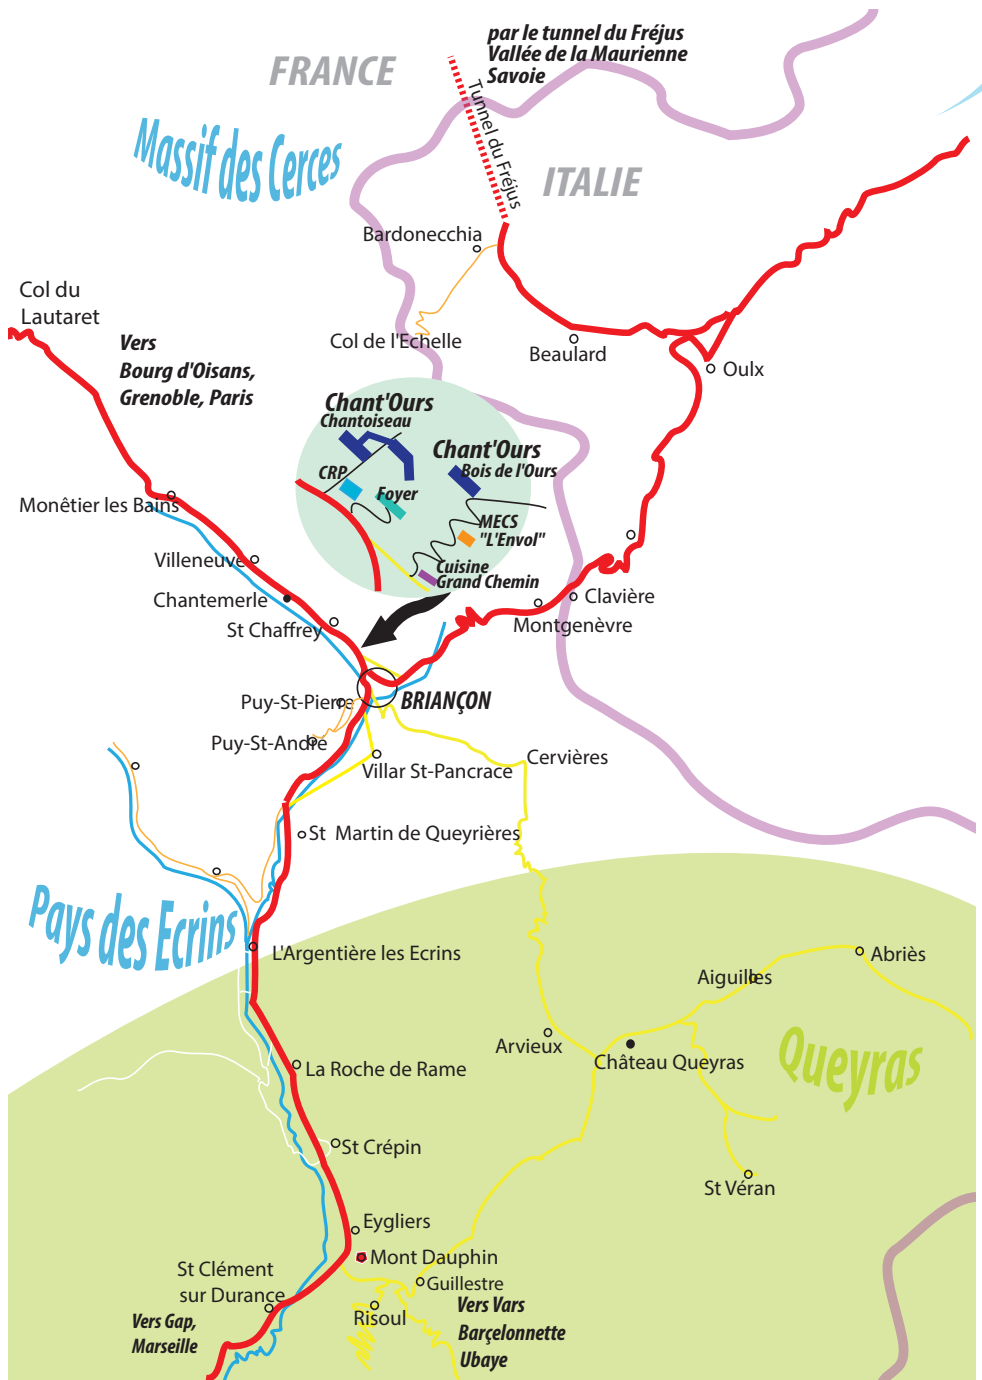 par le tunnel du Fréjus
Vallée de la Maurienne
Savoie
FRANCE
Tunnel du Fréjus
Massif des Cerces
ITALIE
Bardonecchia
Col du
Lautaret
Vers
Bourg d'Oisans,
Grenoble, Paris
Col de l'Echelle
Beaulard
Oulx
Chant'Ours
Chantoiseau
Chant'Ours
Bois de l'Ours
CRP
Foyer
MECS
"L'Envol"
Cuisine
Grand Chemin
Monêtier les Bains
Villeneuve
Chantemerle
St Chaffrey
Clavière
Montgenèvre
Puy-St-Pierre
BRIANÇON
Puy-St-André
Villar St-Pancrace
Cervières
St Martin de Queyrières
Pays des Ecrins
L'Argentière les Ecrins
Abriès
Aiguilles
Arvieux
Château Queyras
Queyras
La Roche de Rame
St Crépin
St Véran
Eygliers
Mont Dauphin
St Clément
sur Durance
Guillestre
Risoul
Vers Gap,
Marseille
Vers Vars
Barçelonnette
Ubaye